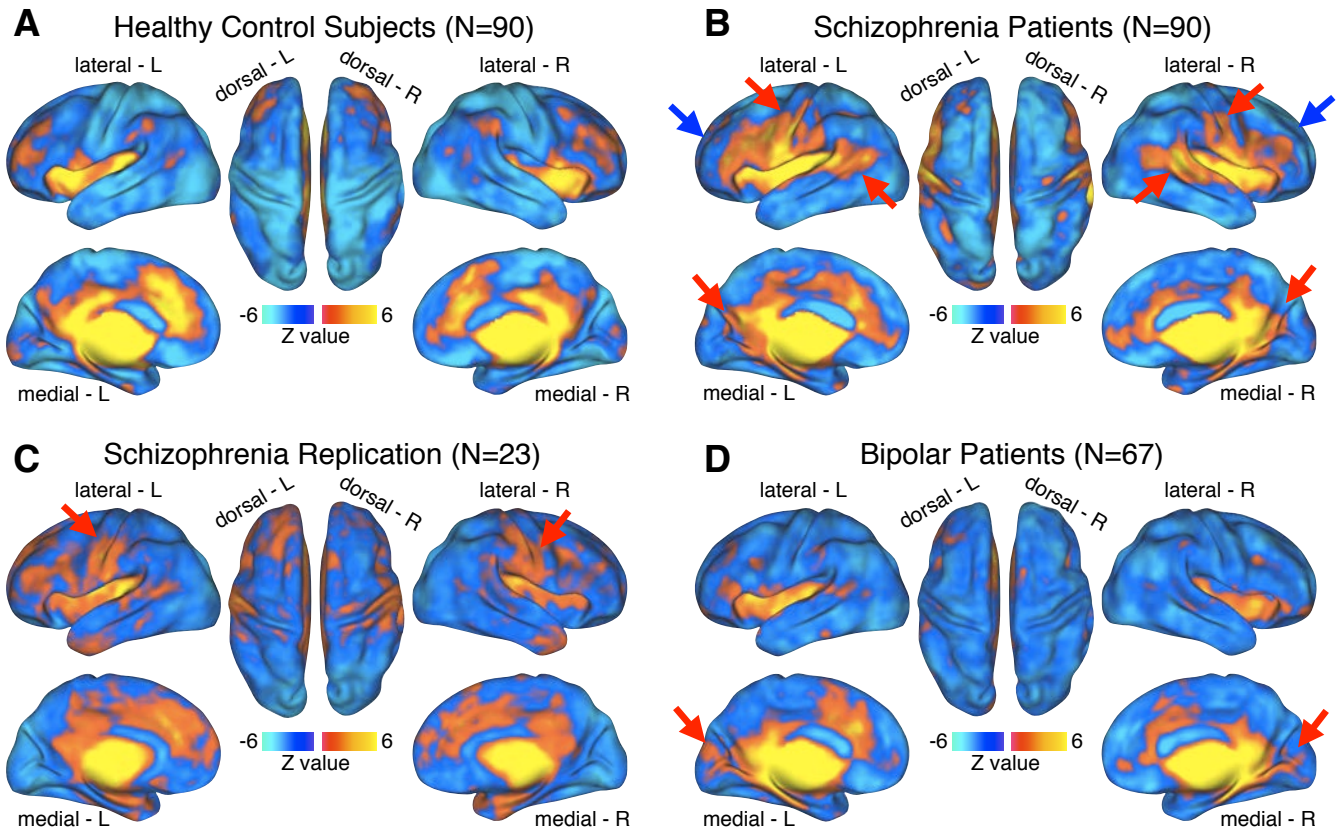 A Healthy Control Subjects (N=90)
lateral - L
dorsal - L
dorsal - R
lateral - R
-6 6
Z value
medial - L
medial - R
B Schizophrenia Patients (N=90)
lateral - L
dorsal - L
dorsal - R
lateral - R
-6 6
Z value
medial - L
medial - R
C Schizophrenia Replication (N=23)
lateral - L
dorsal - L
dorsal - R
lateral - R
-6 6
Z value
medial - L
medial - R
D Bipolar Patients (N=67)
lateral - L
dorsal - L
dorsal - R
lateral - R
-6 6
Z value
medial - L
medial - R